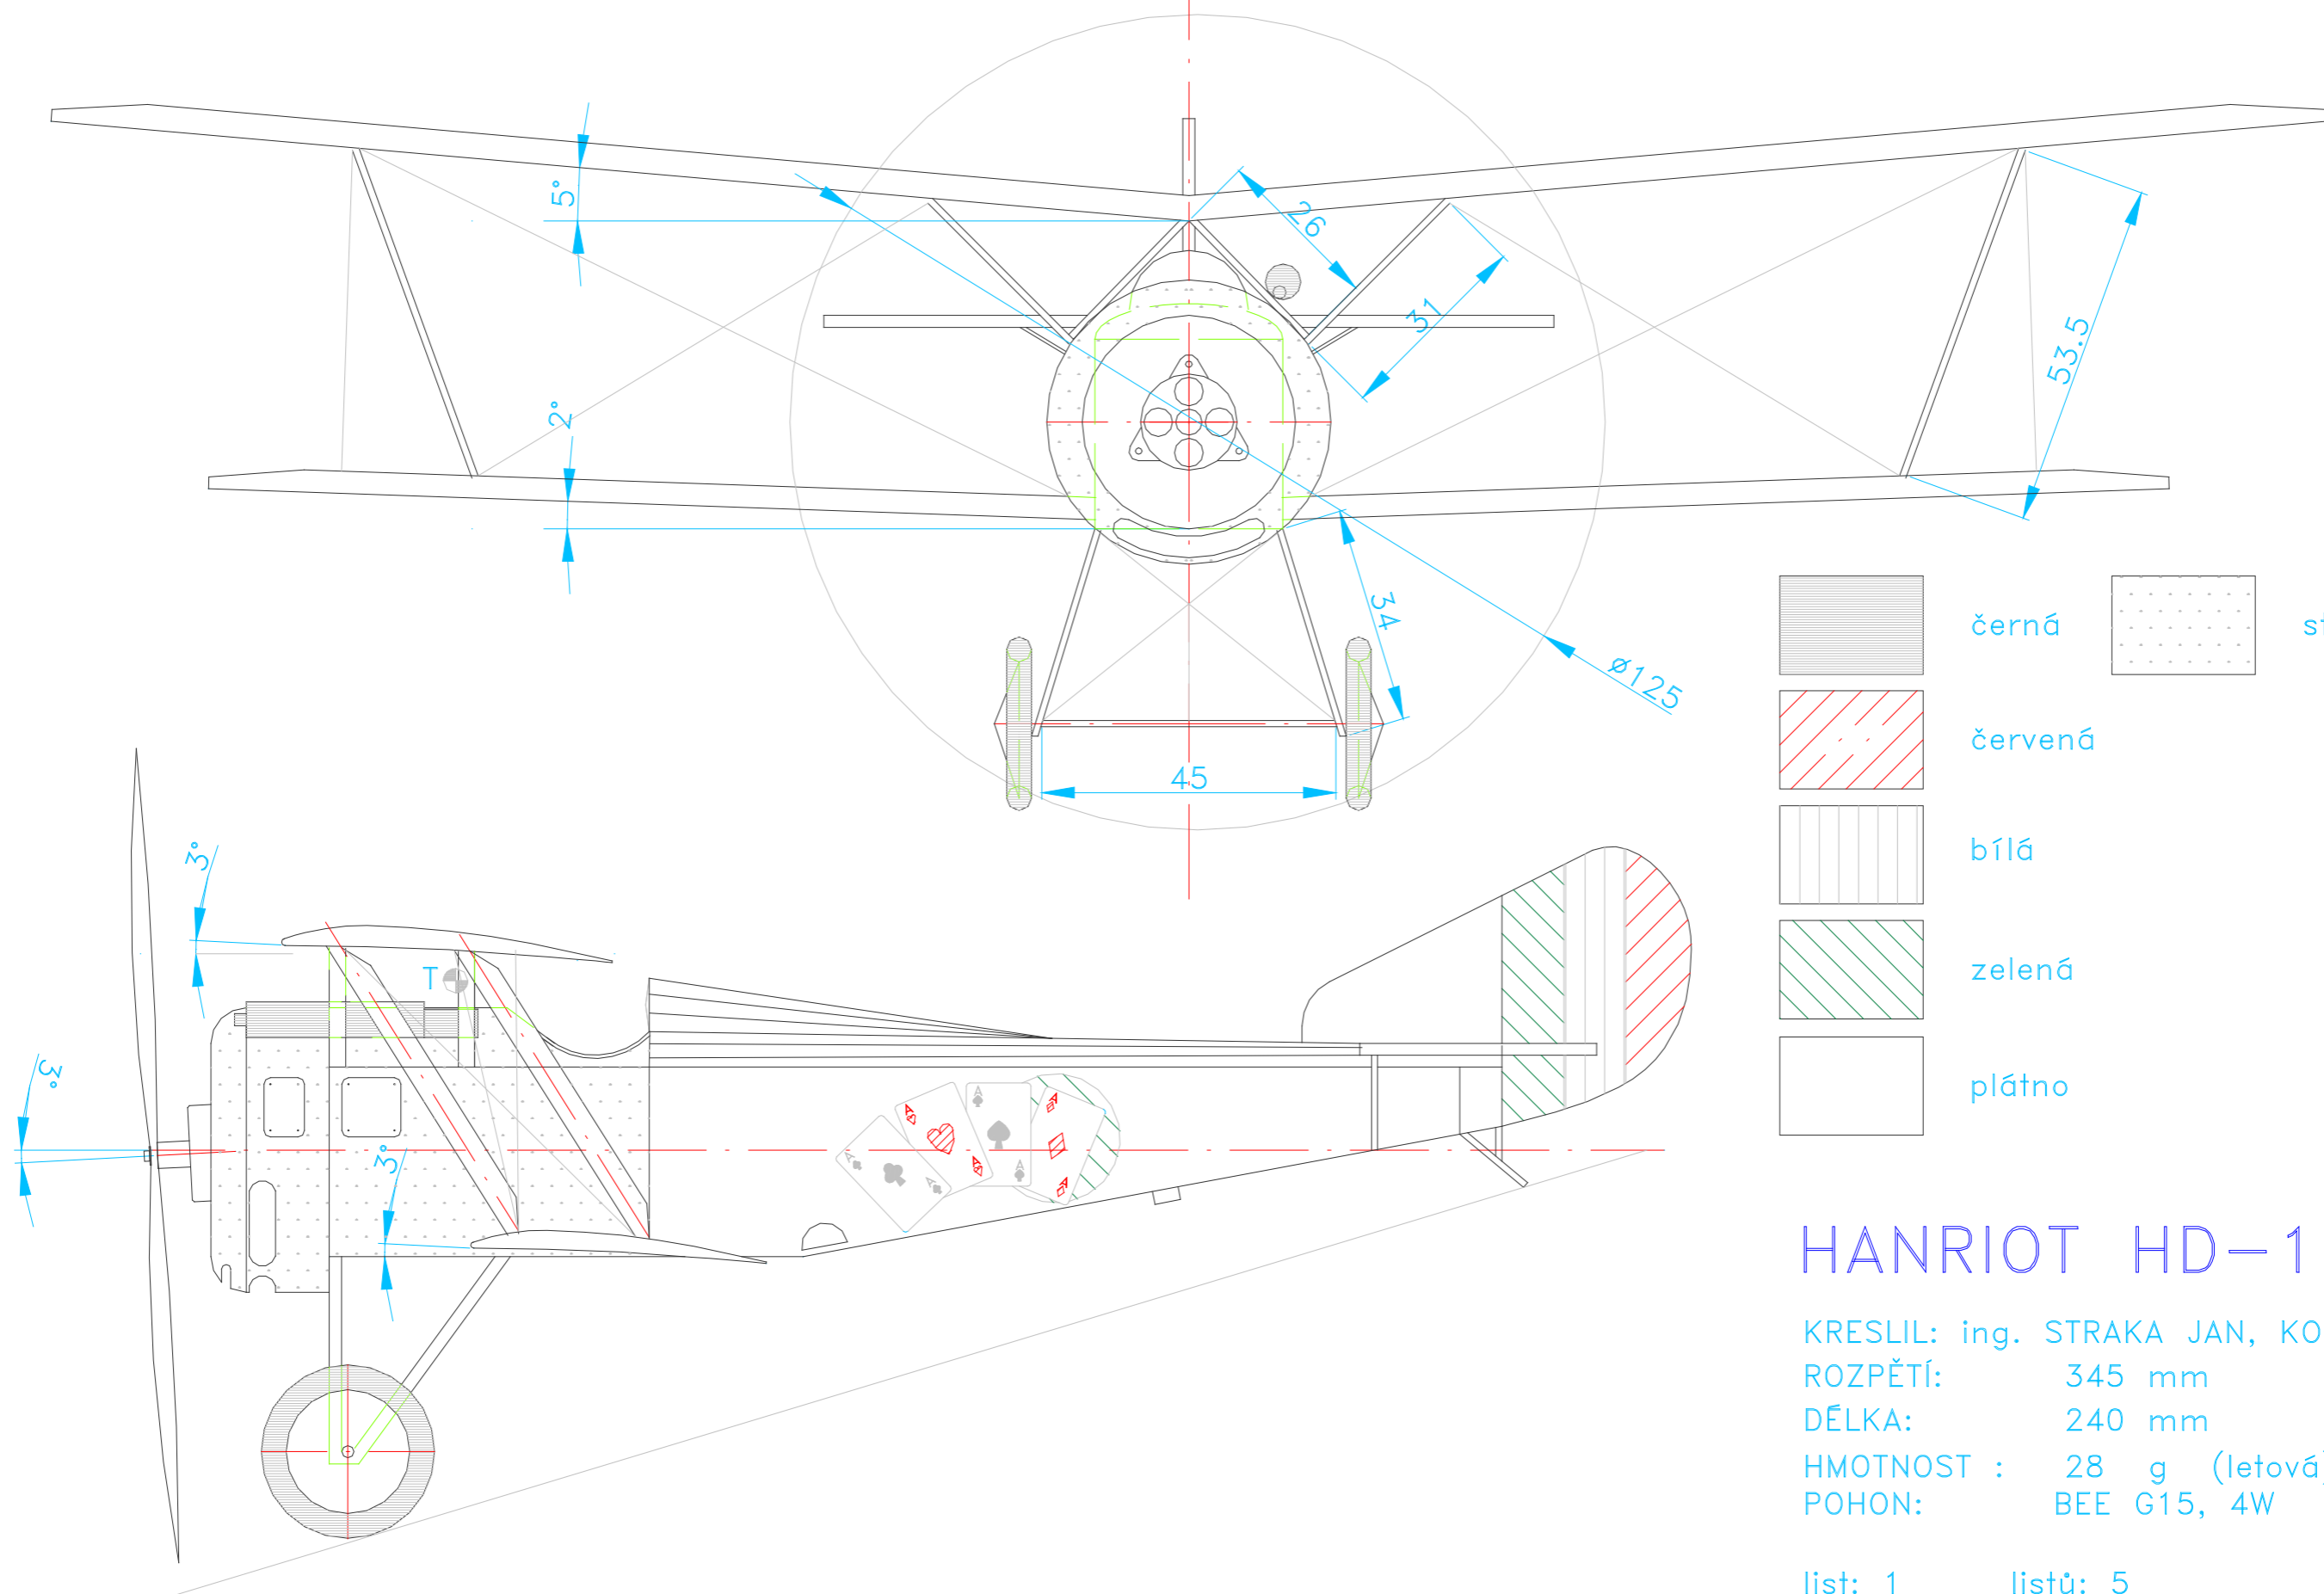 5°
26
31
53.5
2°
34
ø125
45
černá
červená
bílá
zelená
plátno
3°
T
3°
3°
A
A
A
A
A
A
A
A
HANRIOT HD-1
KRESLIL: ing. STRAKA JAN, KO
ROZPĚTÍ: 345 mm
DÉLKA: 240 mm
HMOTNOST : 28 g (letová)
POHON: BEE G15, 4W
list: 1 listů: 5